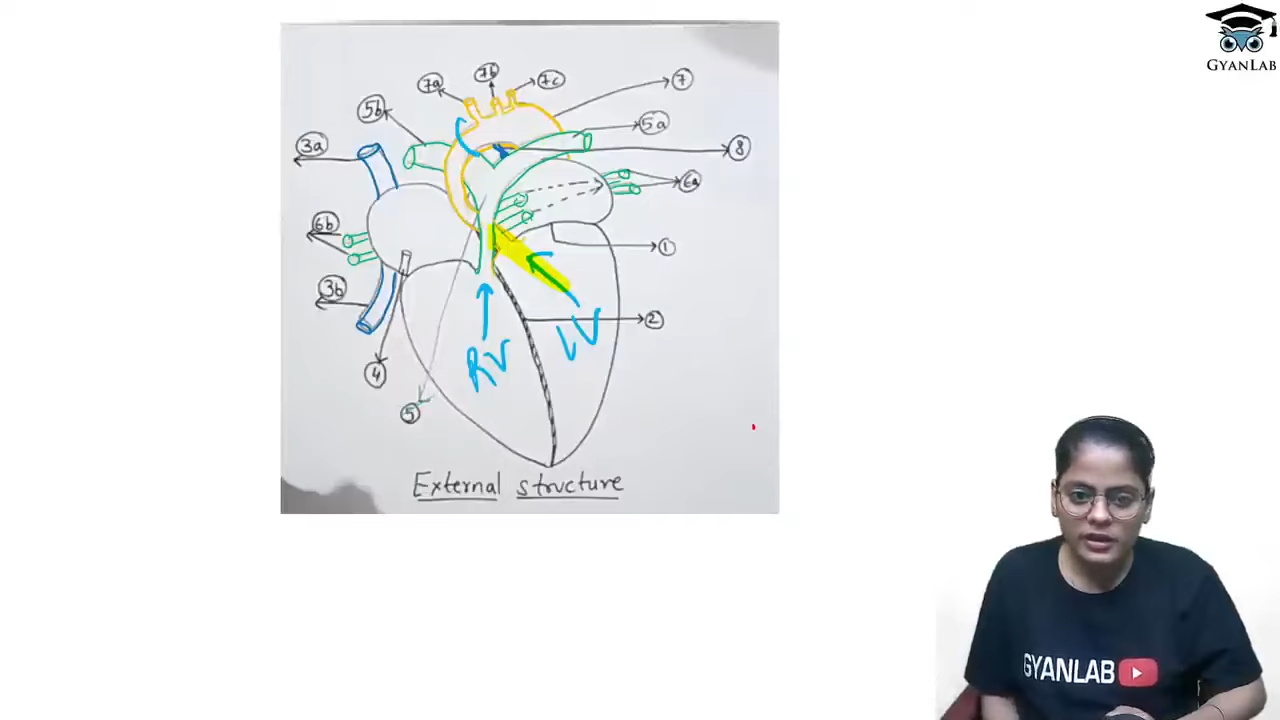 GYANLAB
7b
7a
7c
7
5b
5a
3a
8
6a
6b
1
3b
2
LV
RV
4
5
External structure
GYANLAB